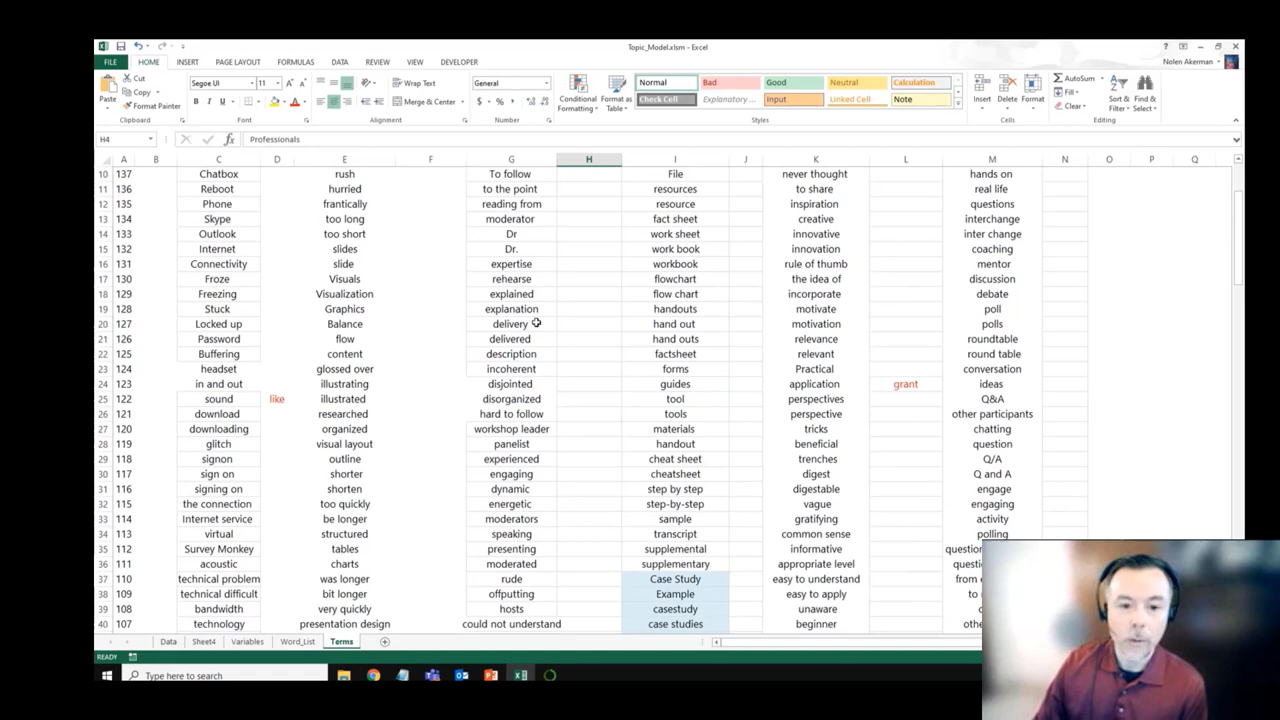 Topic_Model.xlsm - Excel
FILE HOME INSERT PAGE LAYOUT FORMULAS DATA REVIEW VIEW DEVELOPER Nolen Akerman
Paste Cut Copy Format Painter Clipboard
Segoe UI 11 B I U Font
Wrap Text Merge & Center Alignment
General $ % Number
Conditional Formatting Format as Table Normal Bad Good Neutral Calculation
Check Cell Explanatory ... Input Linked Cell Note Styles
Insert Delete Format Cells
AutoSum Fill Clear Sort & Filter Find & Select Editing
H4 fx Professionals
A B C D E F G H I J K L M N O P Q
10 137 Chatbox rush To follow File never thought hands on
11 136 Reboot hurried to the point resources to share real life
12 135 Phone frantically reading from resource inspiration questions
13 134 Skype too long moderator fact sheet creative interchange
14 133 Outlook too short Dr work sheet innovative inter change
15 132 Internet slides Dr. work book innovation coaching
16 131 Connectivity slide expertise workbook rule of thumb mentor
17 130 Froze Visuals rehearse flowchart the idea of discussion
18 129 Freezing Visualization explained flow chart incorporate debate
19 128 Stuck Graphics explanation handouts motivate poll
20 127 Locked up Balance delivery hand out motivation polls
21 126 Password flow delivered hand outs relevance roundtable
22 125 Buffering content description factsheet relevant round table
23 124 headset glossed over incoherent forms Practical conversation
24 123 in and out illustrating disjointed guides application grant ideas
25 122 sound like illustrated disorganized tool perspectives Q&A
26 121 download researched hard to follow tools perspective other participants
27 120 downloading organized workshop leader materials tricks chatting
28 119 glitch visual layout panelist handout beneficial question
29 118 signon outline experienced cheat sheet trenches Q/A
30 117 sign on shorter engaging cheatsheet digest Q and A
31 116 signing on shorten dynamic step by step digestable engage
32 115 the connection too quickly energetic step-by-step vague engaging
33 114 Internet service be longer moderators sample gratifying activity
34 113 virtual structured speaking transcript common sense polling
35 112 Survey Monkey tables presenting supplemental informative question
36 111 acoustic charts moderated supplementary appropriate level
37 110 technical problem was longer rude Case Study easy to understand from
38 109 technical difficult bit longer offputting Example easy to apply to
39 108 bandwidth very quickly hosts casestudy unaware
40 107 technology presentation design could not understand case studies beginner
Data Sheet4 Variables Word_List Terms
READY
Type here to search